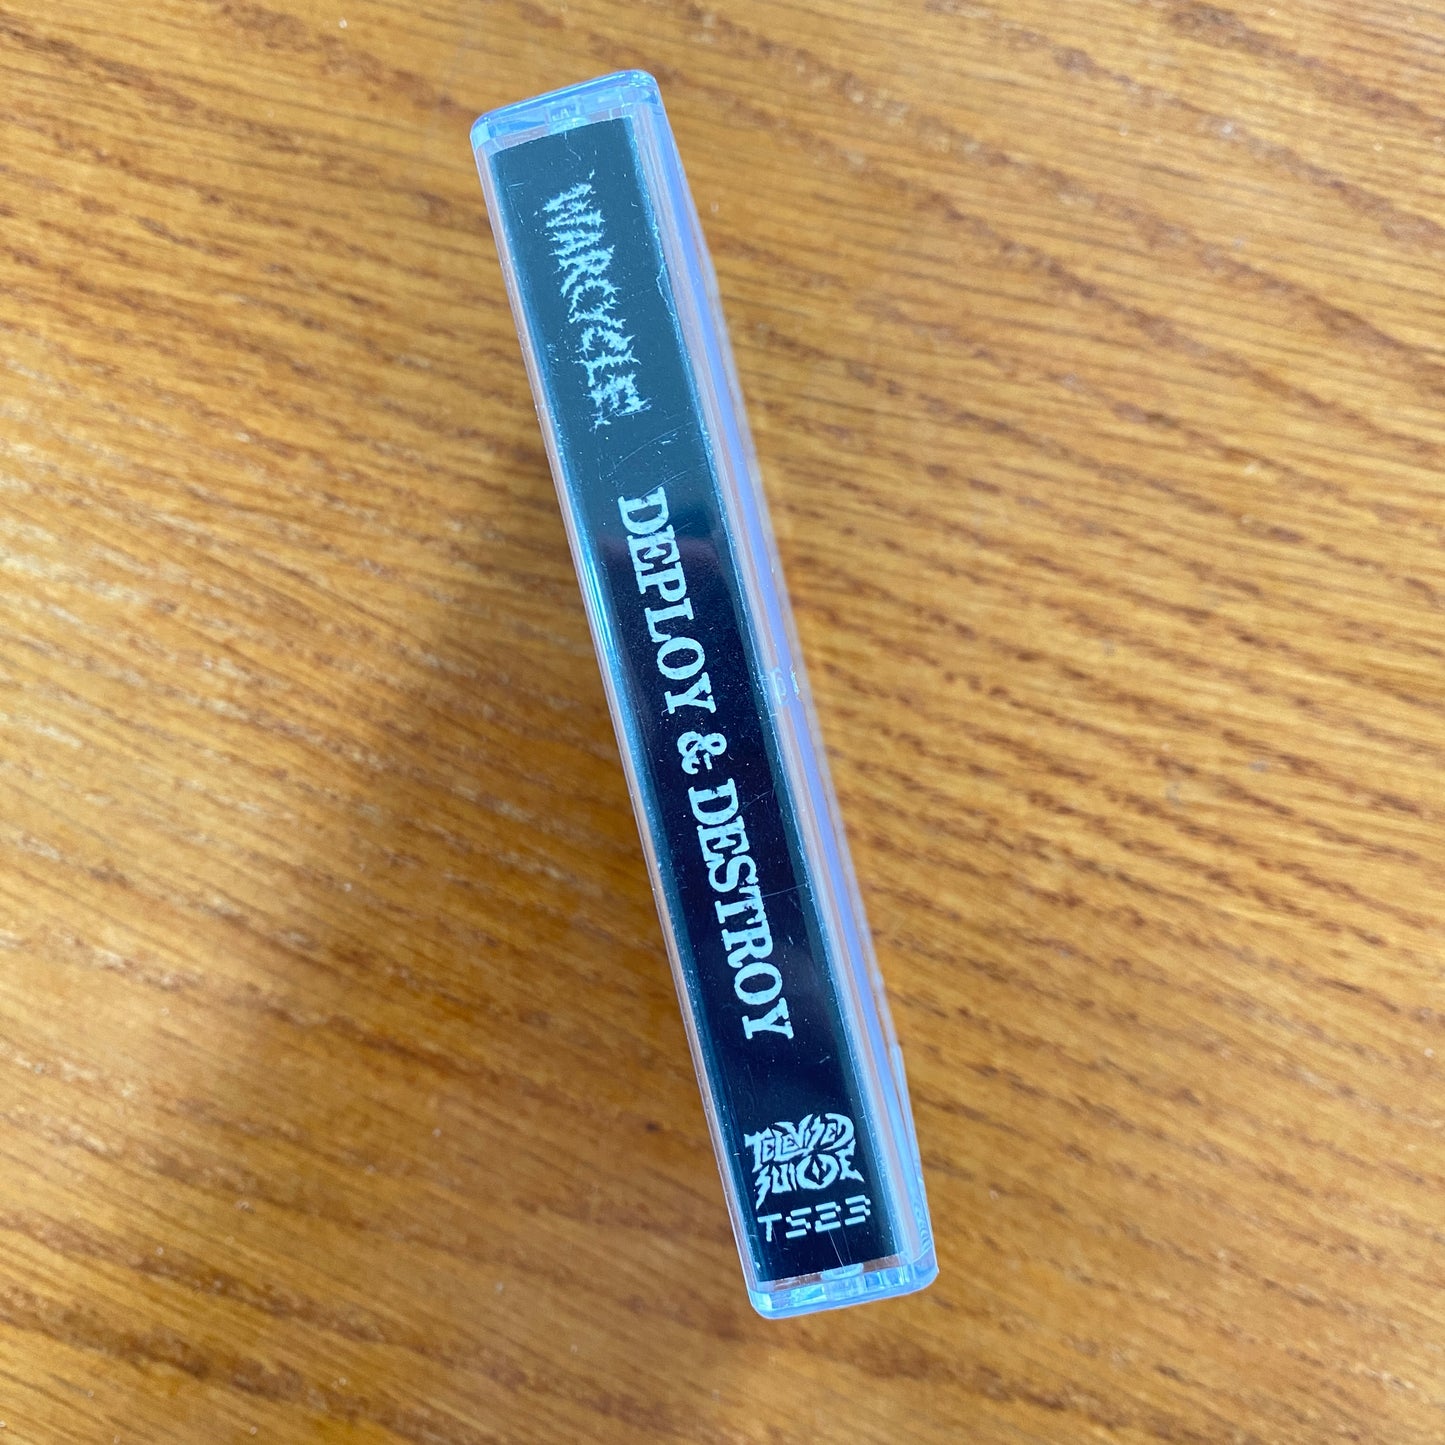 WARCYCLE
DEPLOY & DESTROY
TELEVISED
SUICIDE
TS23